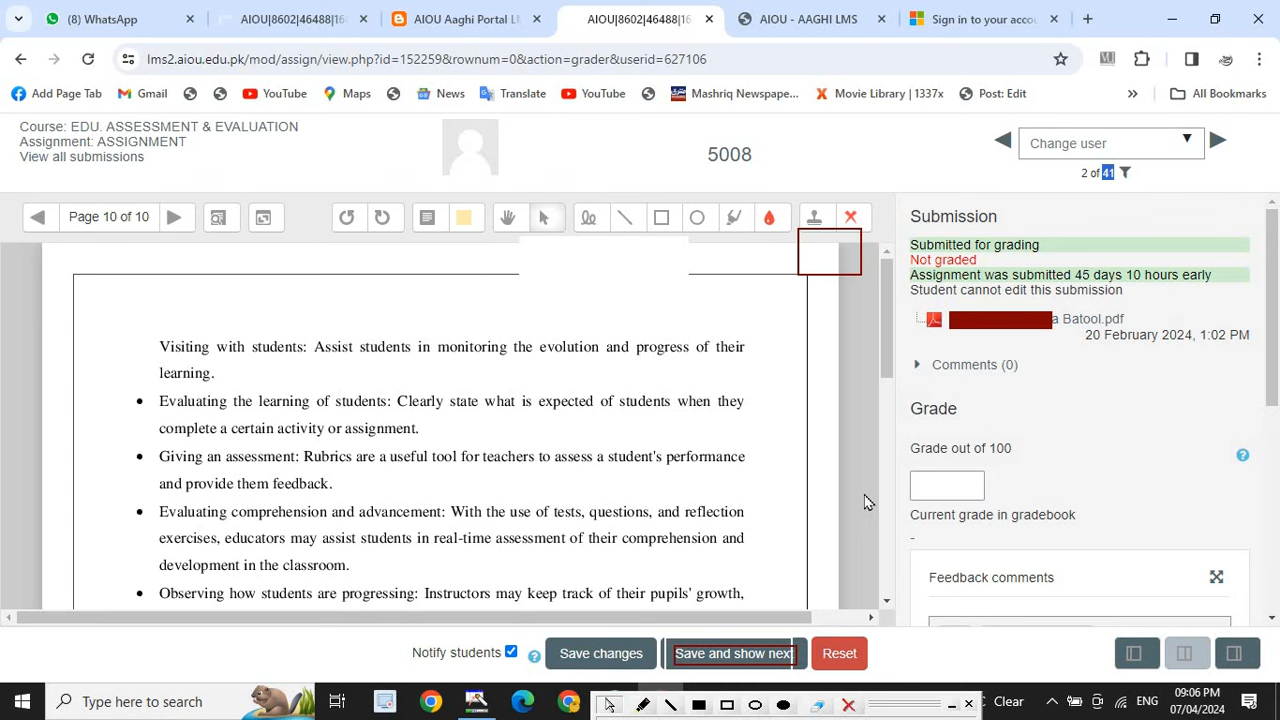 (8) WhatsApp
AIOU|8602|46488|16
AIOU Aaghi Portal LM
AIOU|8602|46488|16
AIOU - AAGHI LMS
Sign in to your acco
lms2.aiou.edu.pk/mod/assign/view.php?id=152259&rownum=0&action=grader&userid=627106
Add Page Tab
Gmail
YouTube
Maps
News
Translate
YouTube
Mashriq Newspape...
Movie Library | 1337x
Post: Edit
All Bookmarks
Course: EDU. ASSESSMENT & EVALUATION
Assignment: ASSIGNMENT
View all submissions
5008
Change user
2 of 41
Page 10 of 10
Visiting with students: Assist students in monitoring the evolution and progress of their
learning.
• Evaluating the learning of students: Clearly state what is expected of students when they
complete a certain activity or assignment.
• Giving an assessment: Rubrics are a useful tool for teachers to assess a student's performance
and provide them feedback.
• Evaluating comprehension and advancement: With the use of tests, questions, and reflection
exercises, educators may assist students in real-time assessment of their comprehension and
development in the classroom.
• Observing how students are progressing: Instructors may keep track of their pupils' growth,
Submission
Submitted for grading
Not graded
Assignment was submitted 45 days 10 hours early
Student cannot edit this submission
a Batool.pdf
20 February 2024, 1:02 PM
Comments (0)
Grade
Grade out of 100
Current grade in gradebook
-
Feedback comments
Notify students
Save changes
Save and show next
Reset
Type here to search
Clear
ENG
09:06 PM
07/04/2024